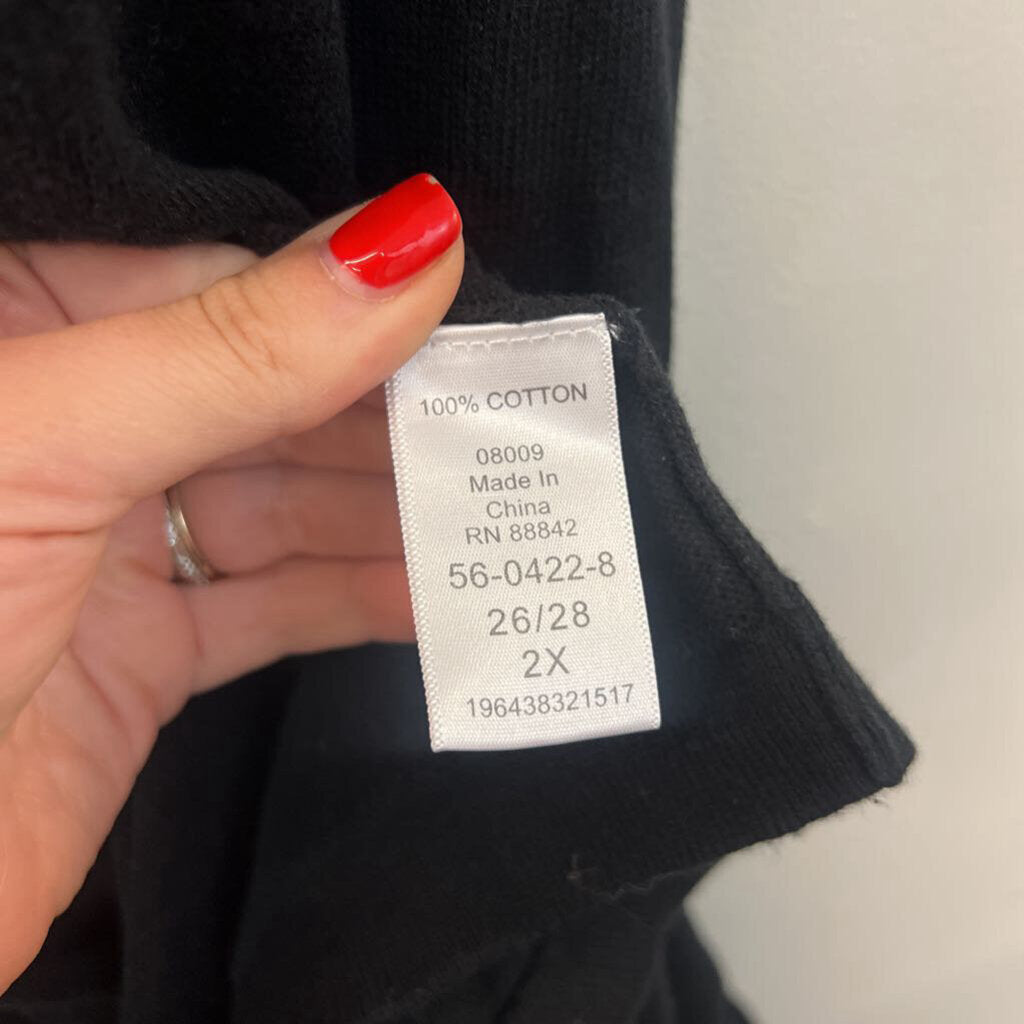 100% COTTON
08009
Made In
China
RN 88842
56-0422-8
26/28
2X
196438321517